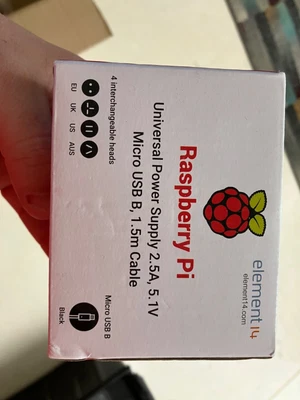 element14
element14.com
Raspberry Pi
Universal Power Supply 2.5A, 5.1V
Micro USB B, 1.5m Cable
4 interchangeable heads
EU UK US AUS
Micro USB B
Black